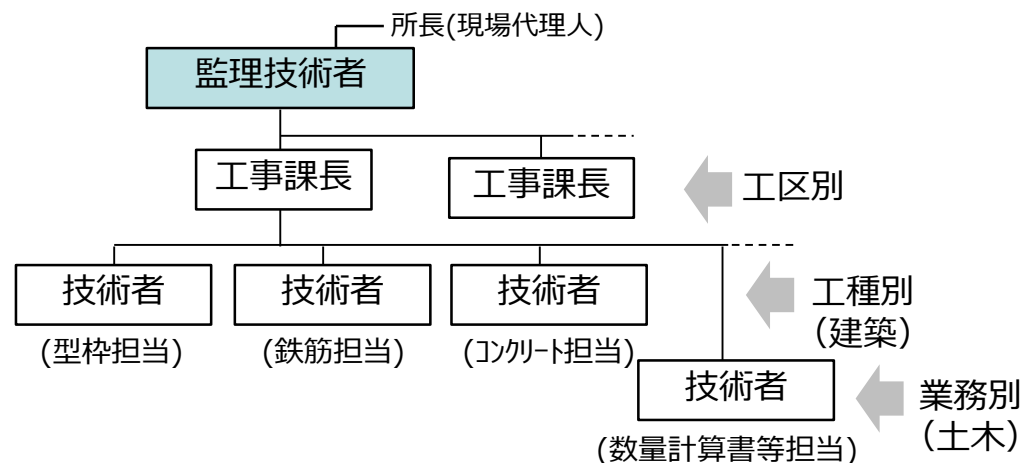 所長(現場代理人)
監理技術者
工事課長
工事課長
工区別
技術者
技術者
技術者
工種別
(建築)
(型枠担当)
(鉄筋担当)
(ｺﾝｸﾘｰﾄ担当)
技術者
業務別
(土木)
(数量計算書等担当)